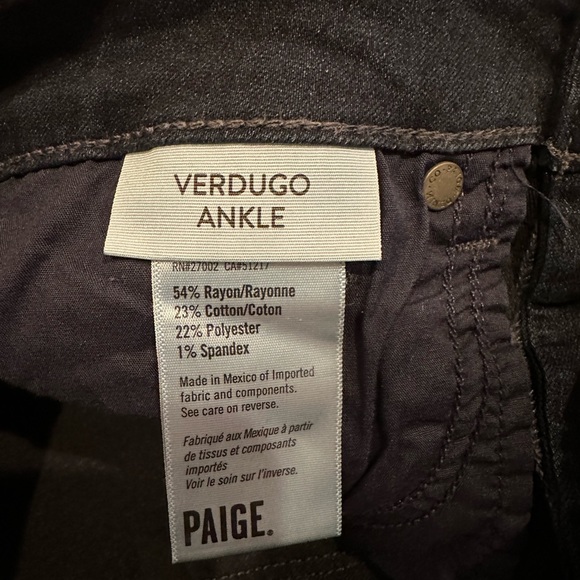 VERDUGO
ANKLE
RN#27002 CA#51217
54% Rayon/Rayonne
23% Cotton/Coton
22% Polyester
1% Spandex
Made in Mexico of Imported
fabric and components.
See care on reverse.
Fabriqué aux Mexique à partir
de tissus et composants
importés
Voir le soin sur l'inverse.
PAIGE.